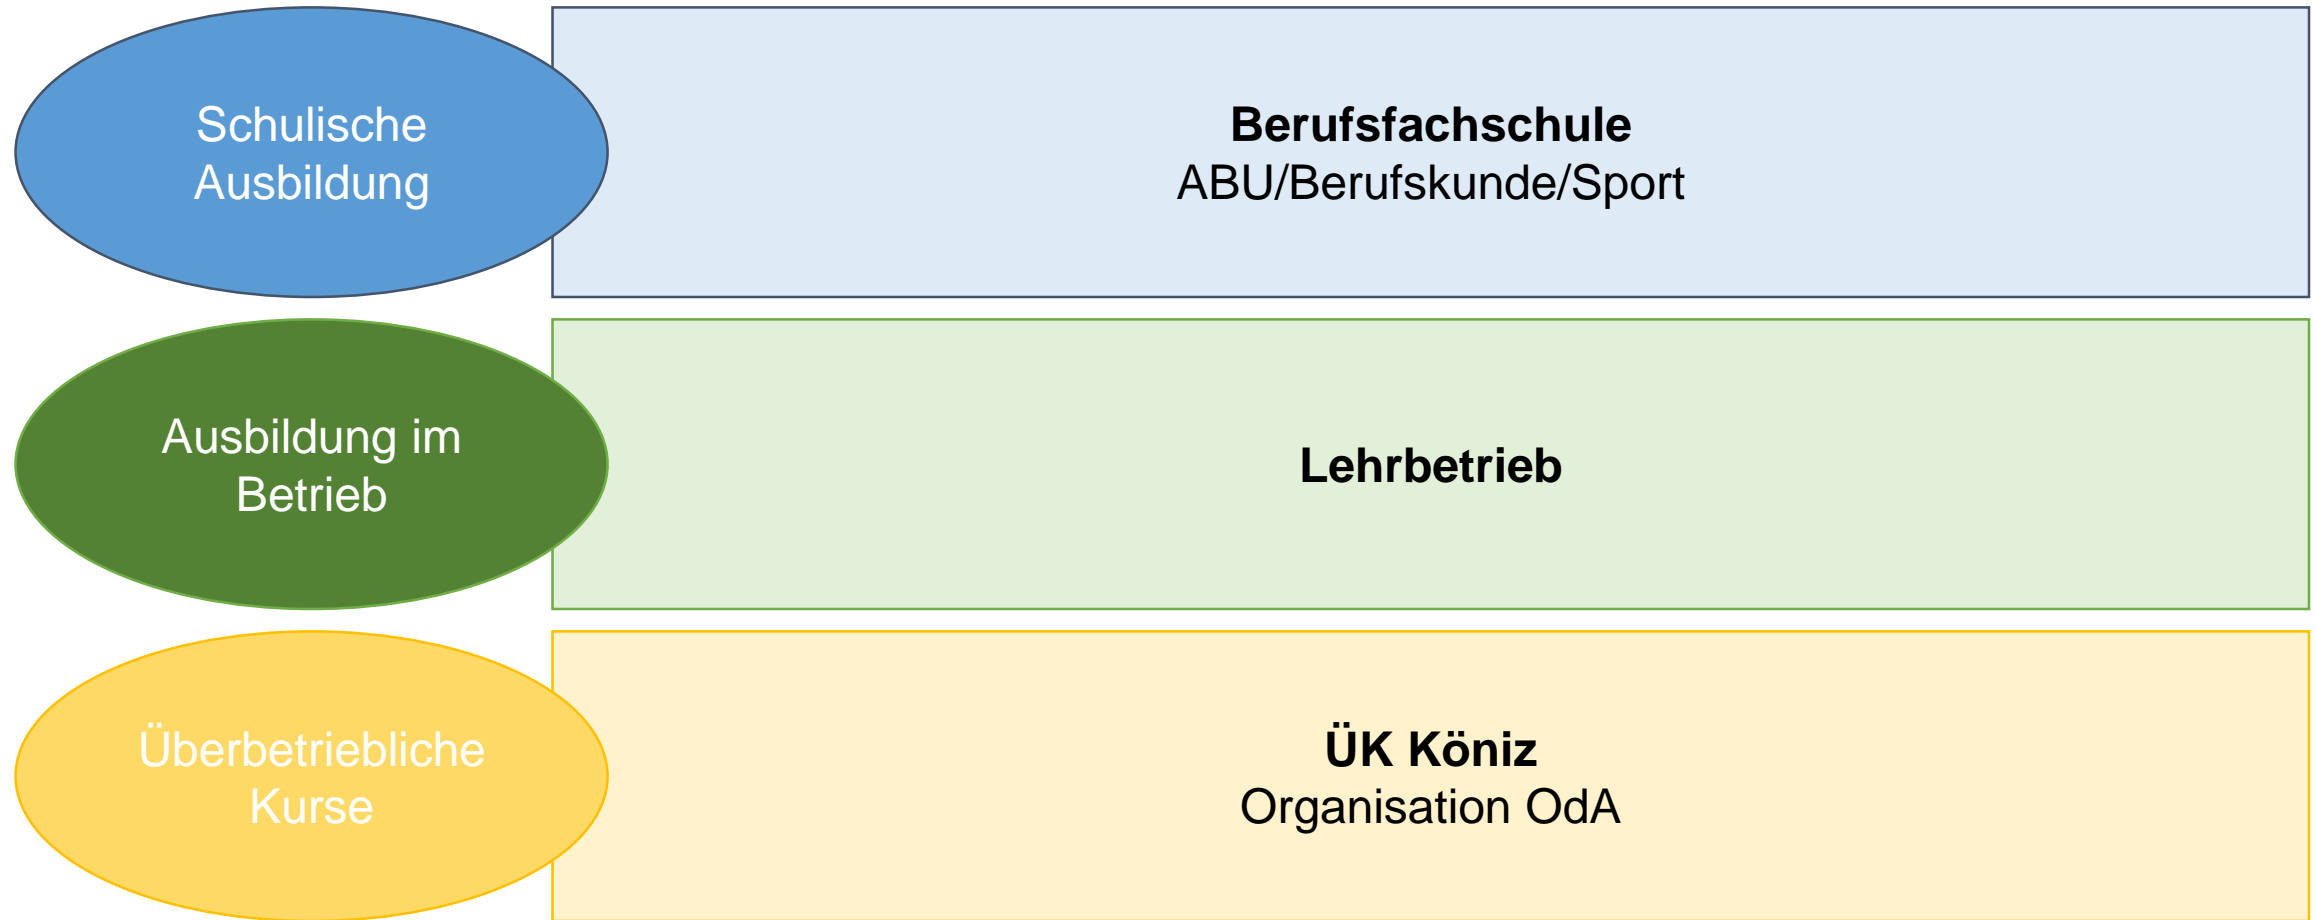 Schulische
Ausbildung
Berufsfachschule
ABU/Berufskunde/Sport
Ausbildung im
Betrieb
Lehrbetrieb
Überbetriebliche
Kurse
ÜK Köniz
Organisation OdA